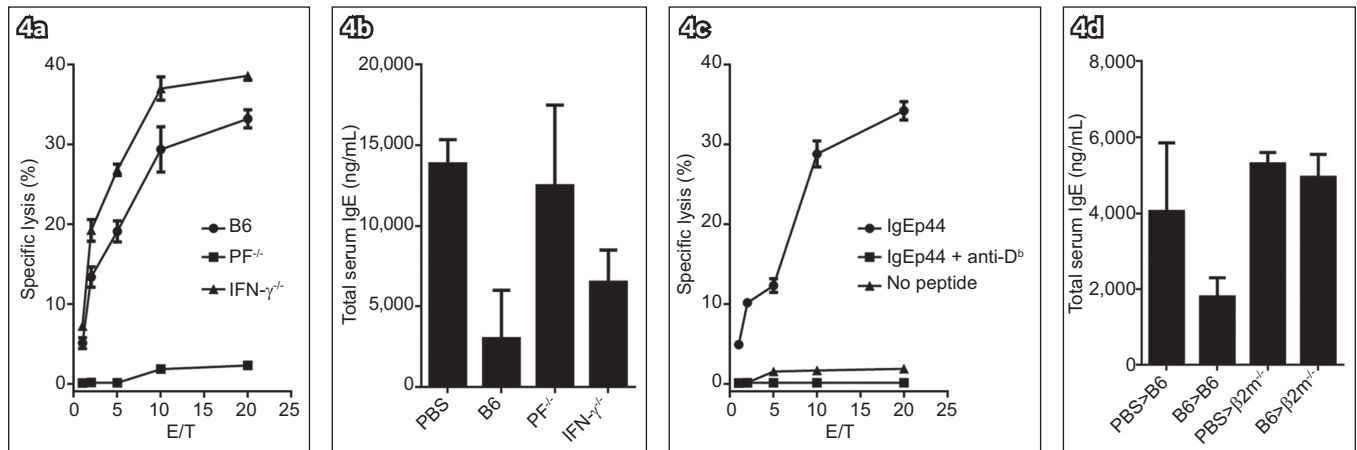 4a
Specific lysis (%)
40
30
20
10
0
0 5 10 15 20 25
E/T
B6
PF-/-
IFN-γ-/-
4b
Total serum IgE (ng/mL)
20,000
15,000
10,000
5,000
0
PBS
B6
PF-/-
IFN-γ-/-
4c
Specific lysis (%)
40
30
20
10
0
0 5 10 15 20 25
E/T
IgEp44
IgEp44 + anti-Dᵇ
No peptide
4d
Total serum IgE (ng/mL)
8,000
6,000
4,000
2,000
0
PBS>B6
B6>B6
PBS>β2m-/-
B6>β2m-/-